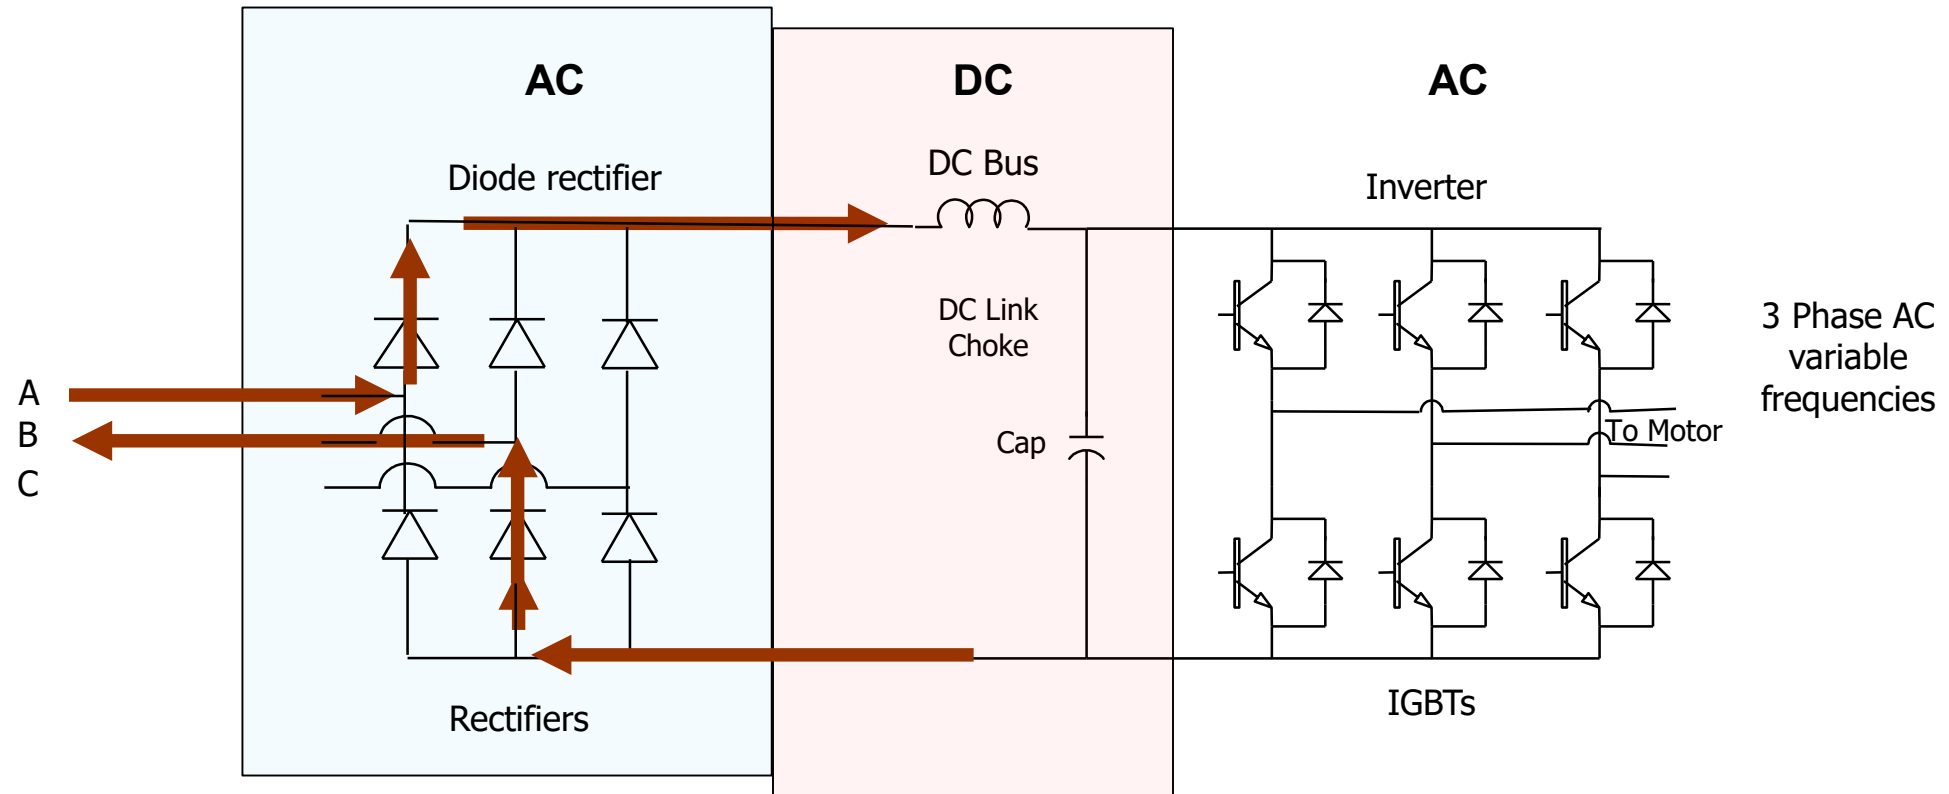 AC
DC
AC
Diode rectifier
DC Bus
Inverter
DC Link
Choke
3 Phase AC
variable
frequencies
A
B
C
Cap
To Motor
Rectifiers
IGBTs